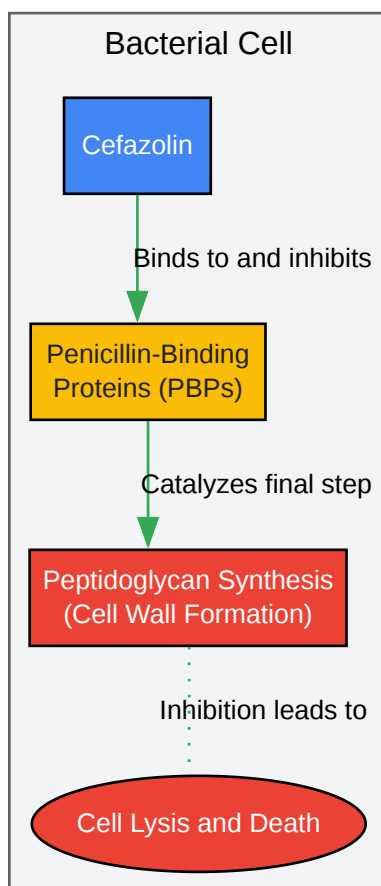 Bacterial Cell
Cefazolin
Binds to and inhibits
Penicillin-Binding
Proteins (PBPs)
Catalyzes final step
Peptidoglycan Synthesis
(Cell Wall Formation)
Inhibition leads to
Cell Lysis and Death